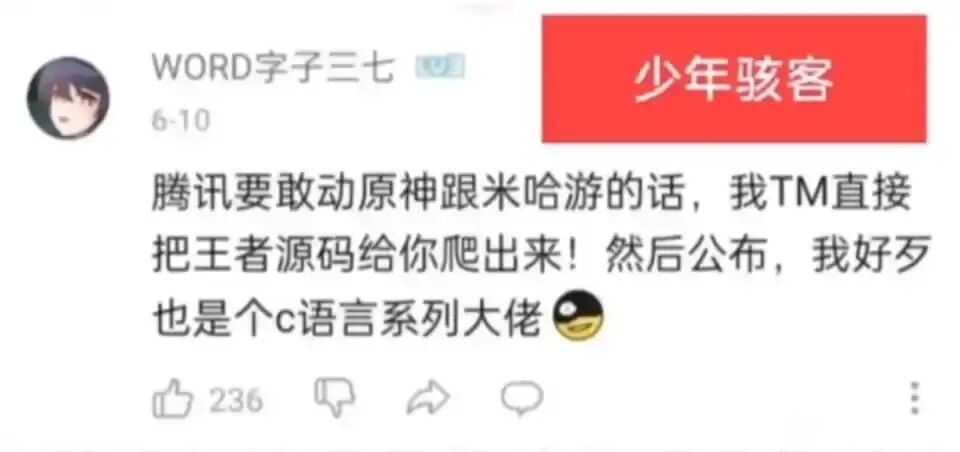 WORD字子三七 LV3
少年骇客
6-10
腾讯要敢动原神跟米哈游的话，我TM直接
把王者源码给你爬出来！然后公布，我好歹
也是个c语言系列大佬
236